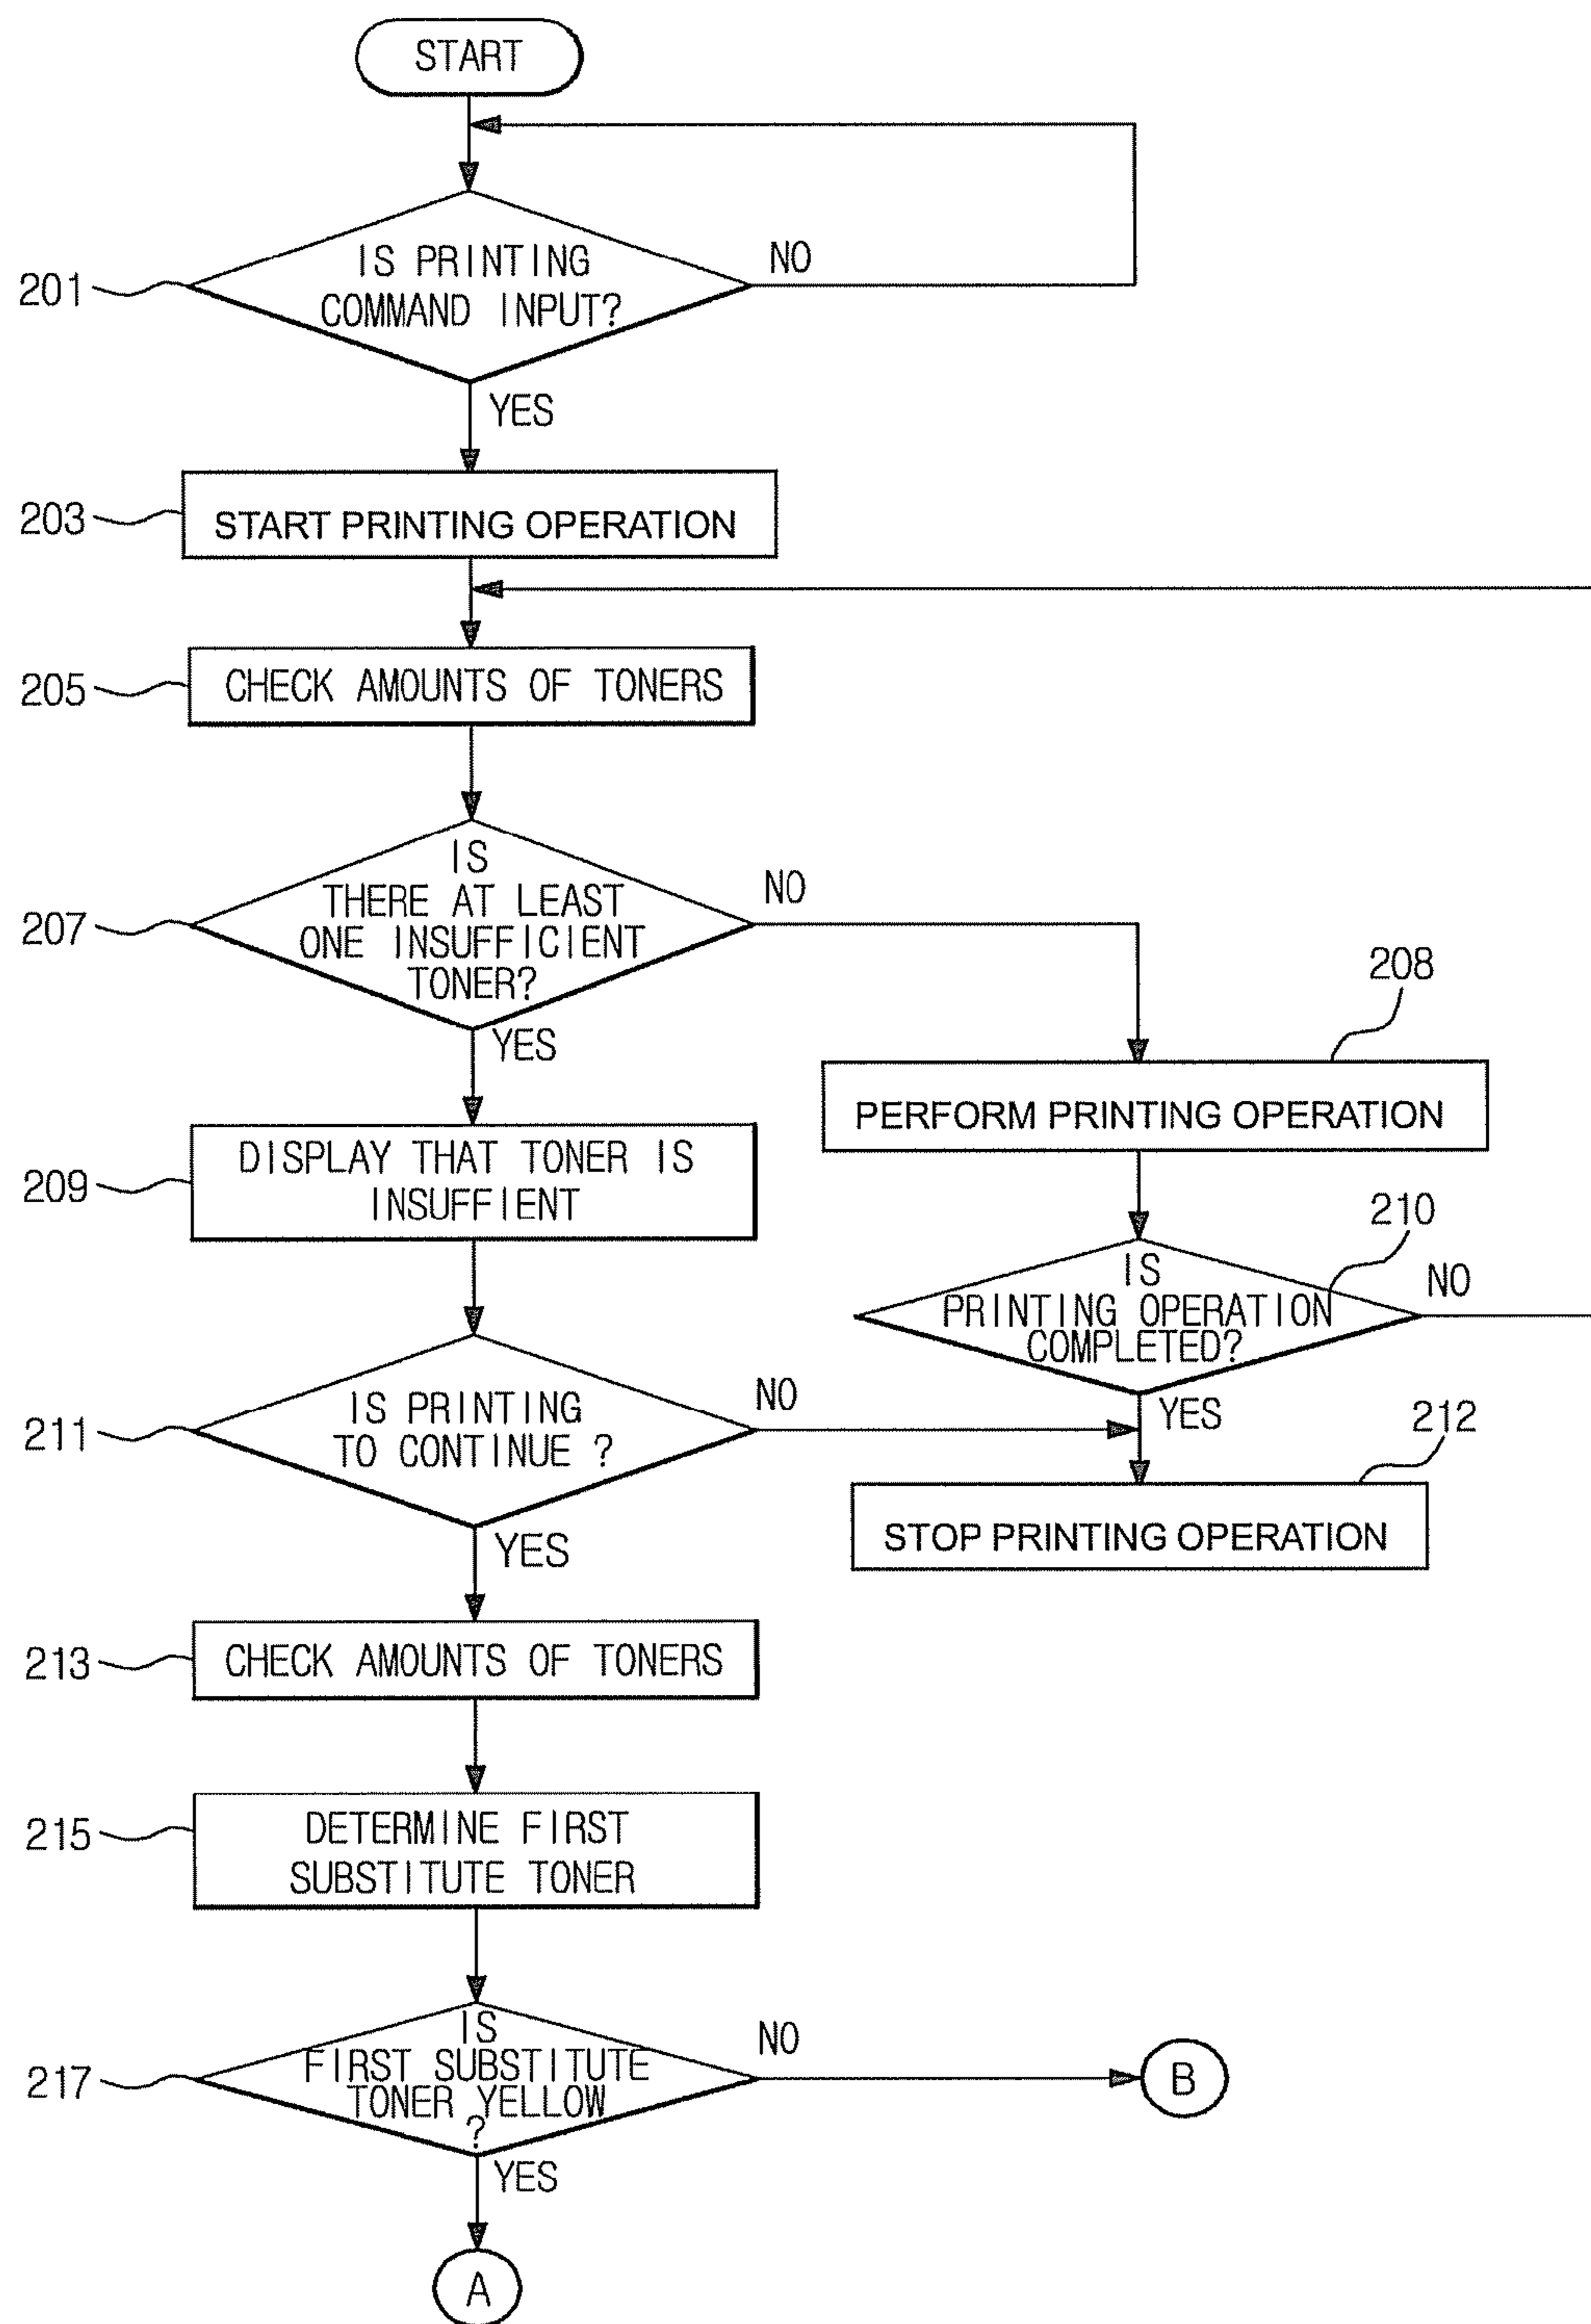 START
IS PRINTING
COMMAND INPUT?
NO
201
YES
203
START PRINTING OPERATION
205
CHECK AMOUNTS OF TONERS
IS
THERE AT LEAST
ONE INSUFFICIENT
TONER?
NO
207
YES
208
PERFORM PRINTING OPERATION
209
DISPLAY THAT TONER IS
INSUFFIENT
210
IS
PRINTING OPERATION
COMPLETED?
NO
YES
211
IS PRINTING
TO CONTINUE ?
NO
212
STOP PRINTING OPERATION
YES
213
CHECK AMOUNTS OF TONERS
215
DETERMINE FIRST
SUBSTITUTE TONER
217
IS
FIRST SUBSTITUTE
TONER YELLOW
?
NO
B
YES
A